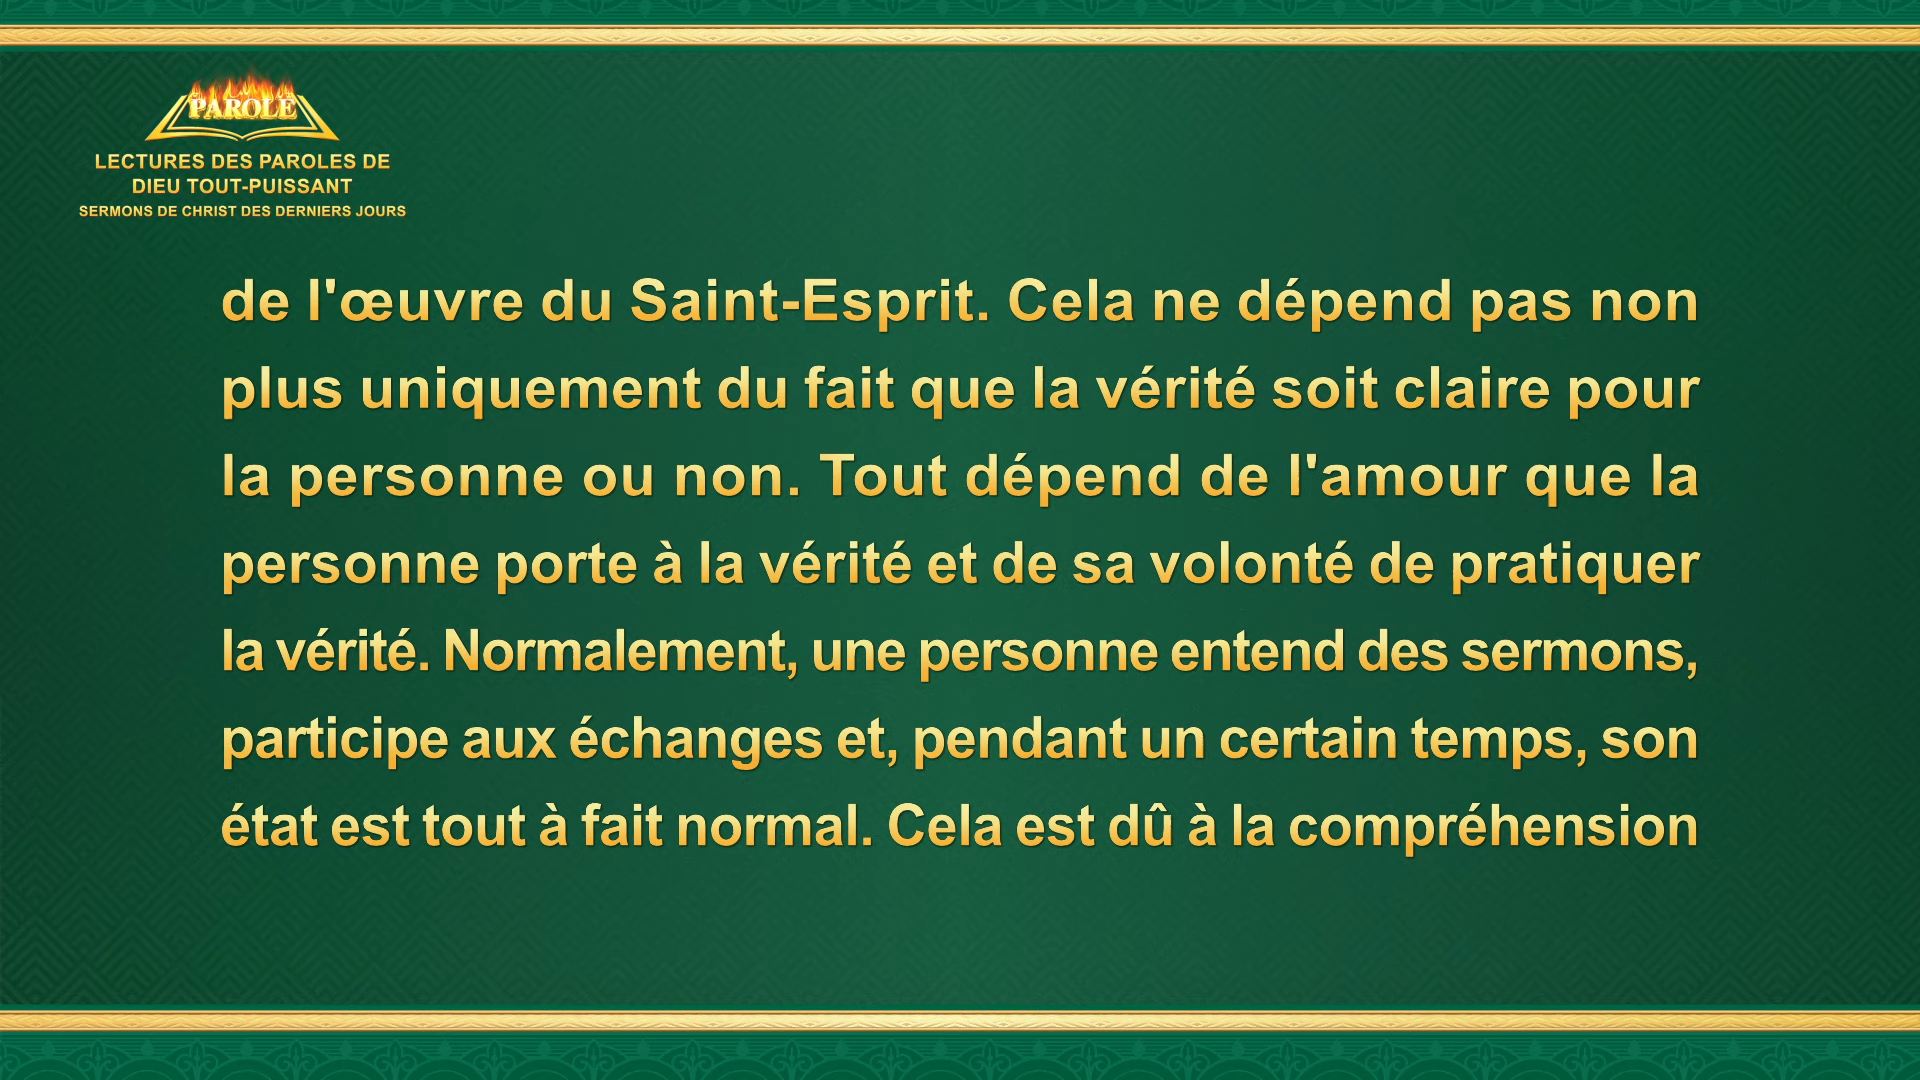 PAROLE
LECTURES DES PAROLES DE
DIEU TOUT-PUISSANT
SERMONS DE CHRIST DES DERNIERS JOURS
de l'œuvre du Saint-Esprit. Cela ne dépend pas non
plus uniquement du fait que la vérité soit claire pour
la personne ou non. Tout dépend de l'amour que la
personne porte à la vérité et de sa volonté de pratiquer
la vérité. Normalement, une personne entend des sermons,
participe aux échanges et, pendant un certain temps, son
état est tout à fait normal. Cela est dû à la compréhension